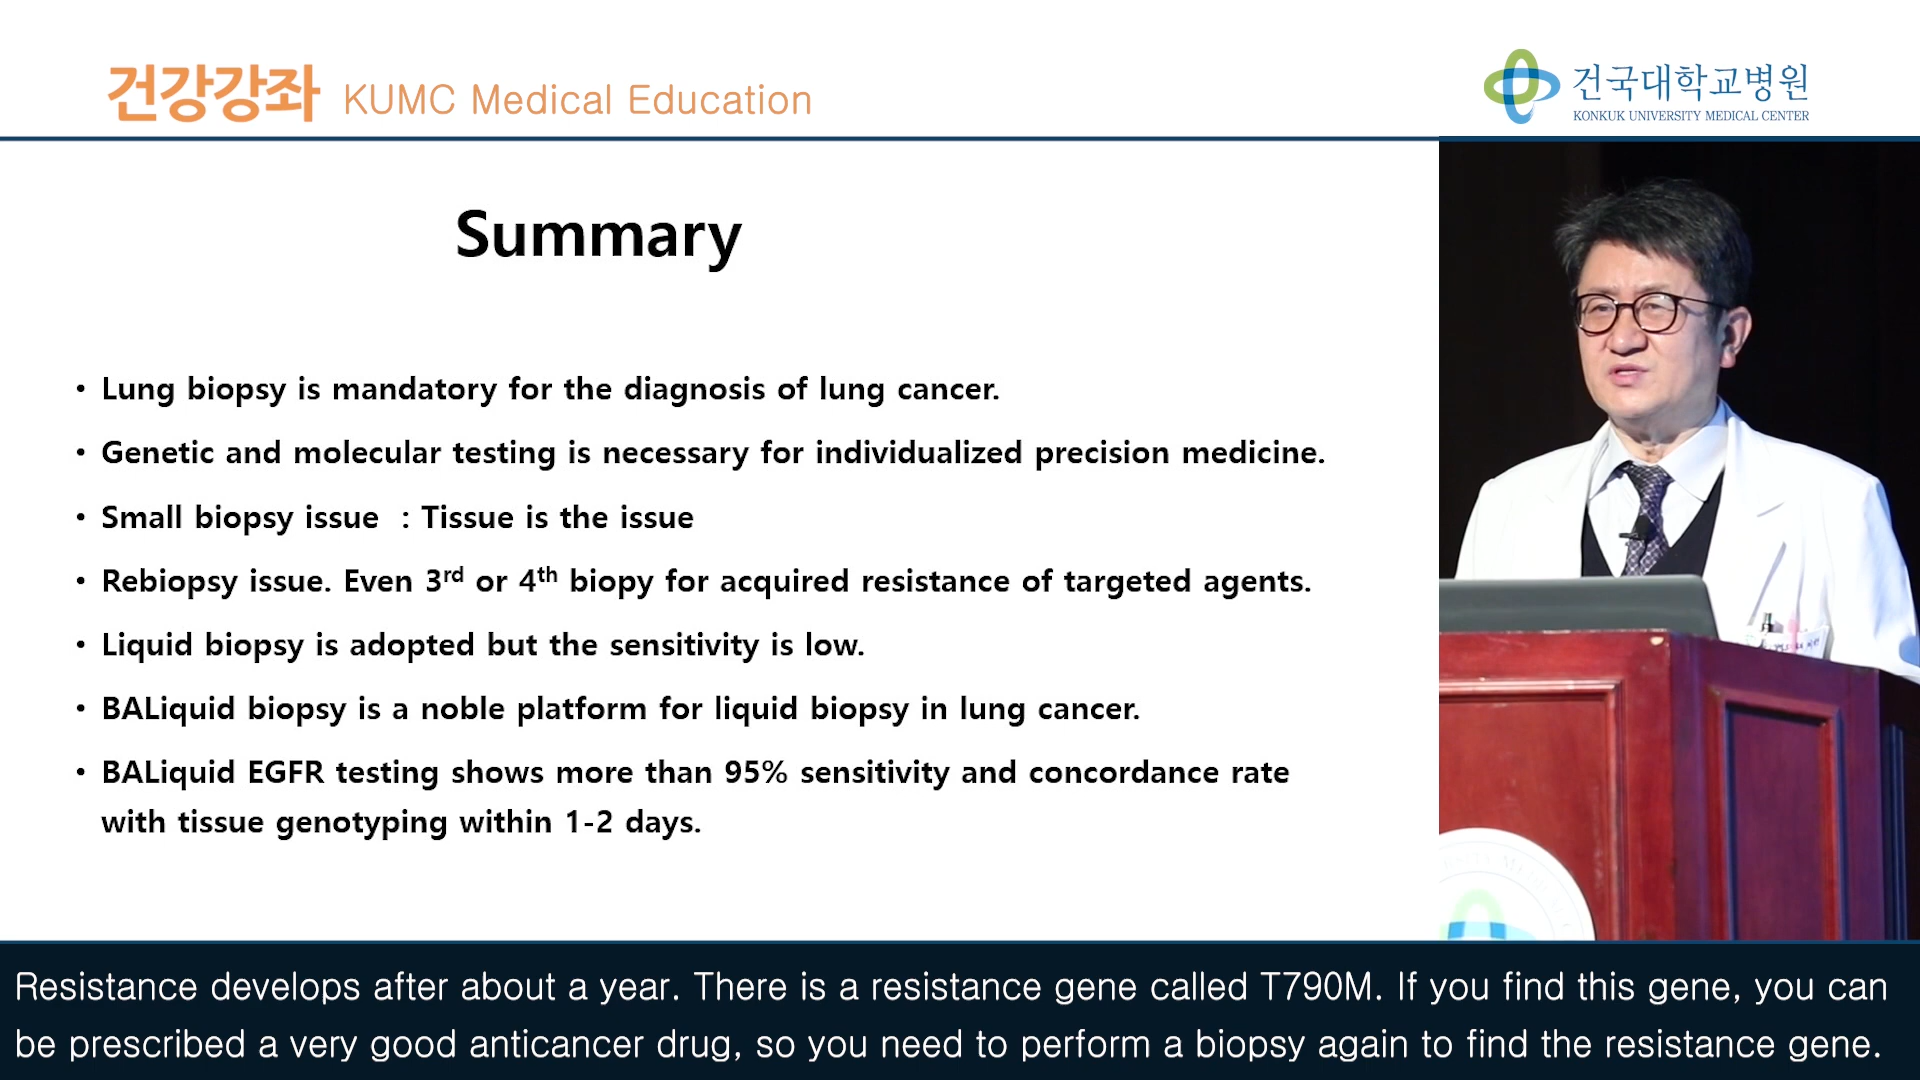 건강강좌 KUMC Medical Education
건국대학교병원
KONKUK UNIVERSITY MEDICAL CENTER
Summary
• Lung biopsy is mandatory for the diagnosis of lung cancer.
• Genetic and molecular testing is necessary for individualized precision medicine.
• Small biopsy issue : Tissue is the issue
• Rebiopsy issue. Even 3rd or 4th biopy for acquired resistance of targeted agents.
• Liquid biopsy is adopted but the sensitivity is low.
• BALiquid biopsy is a noble platform for liquid biopsy in lung cancer.
• BALiquid EGFR testing shows more than 95% sensitivity and concordance rate
with tissue genotyping within 1-2 days.
Resistance develops after about a year. There is a resistance gene called T790M. If you find this gene, you can
be prescribed a very good anticancer drug, so you need to perform a biopsy again to find the resistance gene.